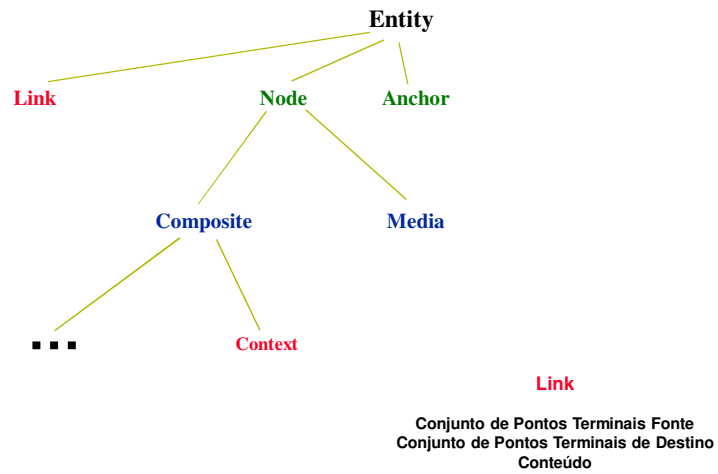 Entity
Link Node Anchor
Composite Media
... Context
Link
Conjunto de Pontos Terminais Fonte
Conjunto de Pontos Terminais de Destino
Conteúdo